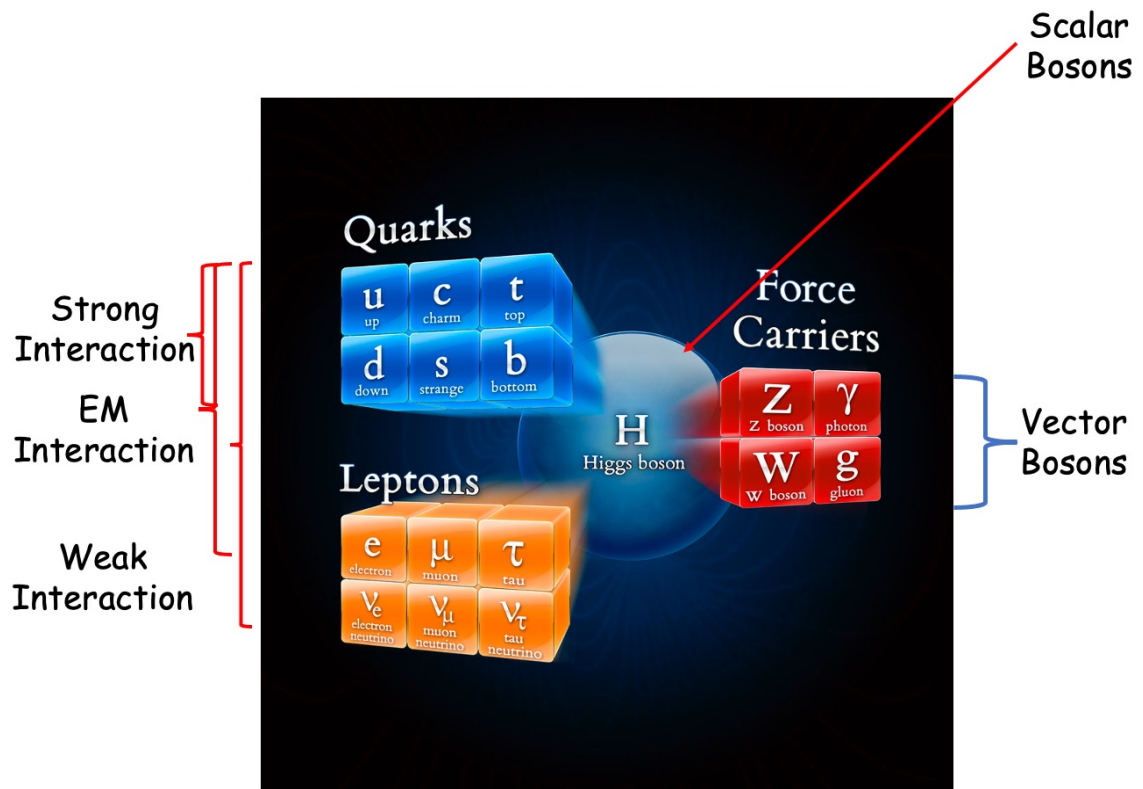 Scalar
Bosons
Quarks
u
up
c
charm
t
top
d
down
s
strange
b
bottom
Strong
Interaction
EM
Interaction
Weak
Interaction
Force
Carriers
Z
Z boson
γ
photon
W
W boson
g
gluon
H
Higgs boson
Vector
Bosons
Leptons
e
electron
μ
muon
τ
tau
νe
electron
neutrino
νμ
muon
neutrino
ντ
tau
neutrino